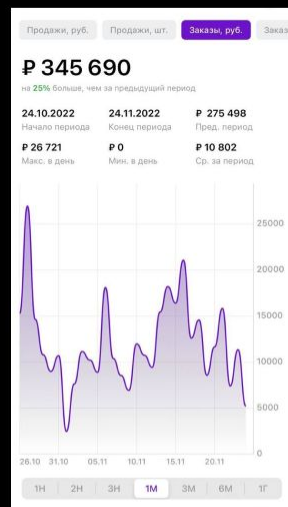 Продажи, руб. Продажи, шт. Заказы, руб. Заказ
₽ 345 690
на 25% больше, чем за предыдущий период
24.10.2022 24.11.2022 ₽ 275 498
Начало периода Конец периода Пред. период
₽ 26 721 ₽ 0 ₽ 10 802
Макс. в день Мин. в день Ср. за период
25000
20000
15000
10000
5000
0
26.10 31.10 05.11 10.11 15.11 20.11
1Н 2Н 3Н 1М 3М 6М 1Г